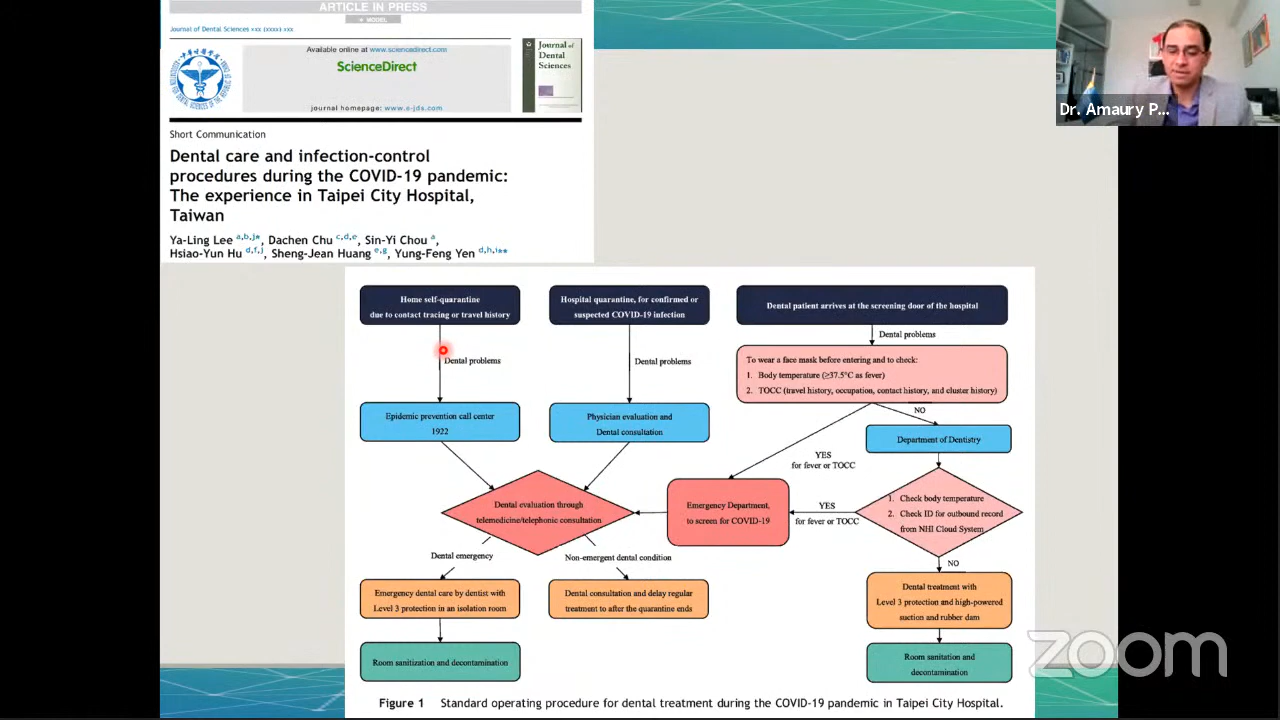 ARTICLE IN PRESS
MODEL
Journal of Dental Sciences xxx (xxxx) xxx
Available online at www.sciencedirect.com
ScienceDirect
journal homepage: www.e-jds.com
Journal of
Dental
Sciences
Short Communication
Dental care and infection-control
procedures during the COVID-19 pandemic:
The experience in Taipei City Hospital,
Taiwan
Ya-Ling Lee a,b,j*, Dachen Chu c,d,e, Sin-Yi Chou a,
Hsiao-Yun Hu d,f,j, Sheng-Jean Huang e,g, Yung-Feng Yen d,h,i**
Dr. Amaury P...
Home self-quarantine
due to contact tracing or travel history
Hospital quarantine, for confirmed or
suspected COVID-19 infection
Dental patient arrives at the screening door of the hospital
Dental problems
Dental problems
Dental problems
To wear a face mask before entering and to check:
1. Body temperature (≥37.5°C as fever)
2. TOCC (travel history, occupation, contact history, and cluster history)
Epidemic prevention call center
1922
Physician evaluation and
Dental consultation
NO
Department of Dentistry
YES
for fever or TOCC
Dental evaluation through
telemedicine/telephonic consultation
Emergency Department,
to screen for COVID-19
YES
for fever or TOCC
1. Check body temperature
2. Check ID for outbound record
from NHI Cloud System
Dental emergency
Non-emergent dental condition
NO
Emergency dental care by dentist with
Level 3 protection in an isolation room
Dental consultation and delay regular
treatment to after the quarantine ends
Dental treatment with
Level 3 protection and high-powered
suction and rubber dam
Room sanitization and decontamination
Room sanitation and
decontamination
zoom
Figure 1 Standard operating procedure for dental treatment during the COVID-19 pandemic in Taipei City Hospital.